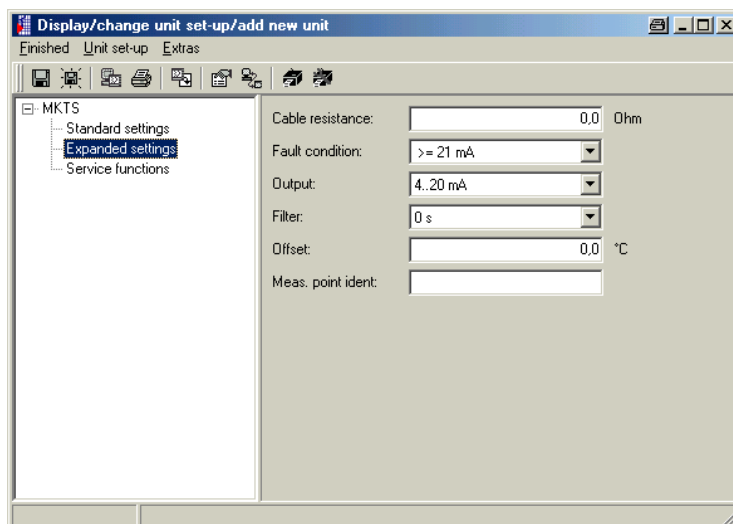 Display/change unit set-up/add new unit
Finished Unit set-up Extras
MKTS
Standard settings
Expanded settings
Service functions
Cable resistance: 0,0 Ohm
Fault condition: >= 21 mA
Output: 4..20 mA
Filter: 0 s
Offset: 0,0 °C
Meas. point ident: